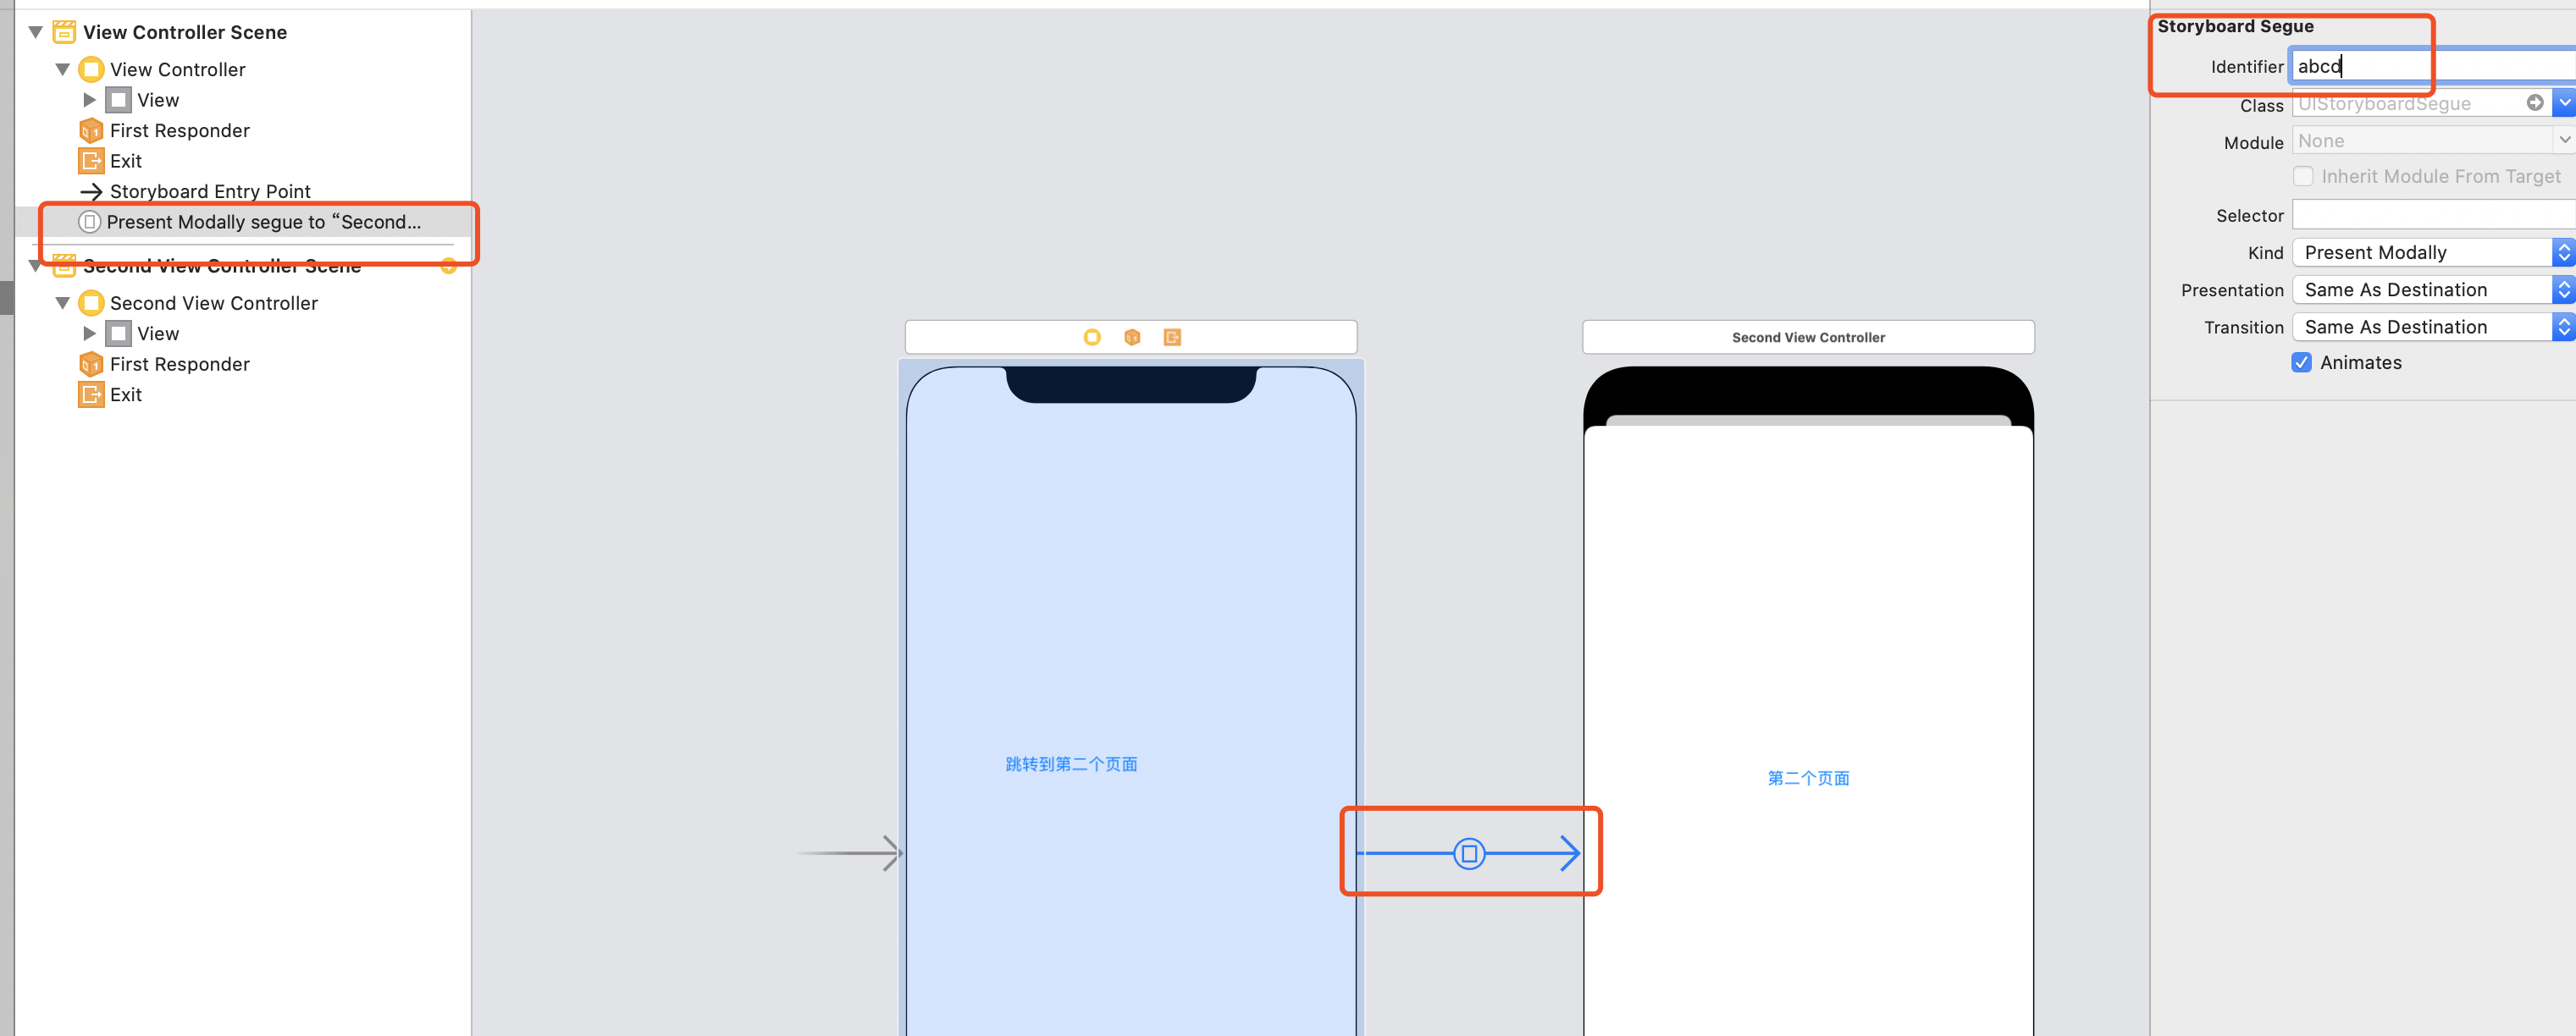 View Controller Scene
View Controller
View
First Responder
Exit
Storyboard Entry Point
Present Modally segue to “Second...
Second View Controller Scene
Second View Controller
View
First Responder
Exit
跳转到第二个页面
Second View Controller
第二个页面
Storyboard Segue
Identifier abcd
Class UIStoryboardSegue
Module None
Inherit Module From Target
Selector
Kind Present Modally
Presentation Same As Destination
Transition Same As Destination
Animates